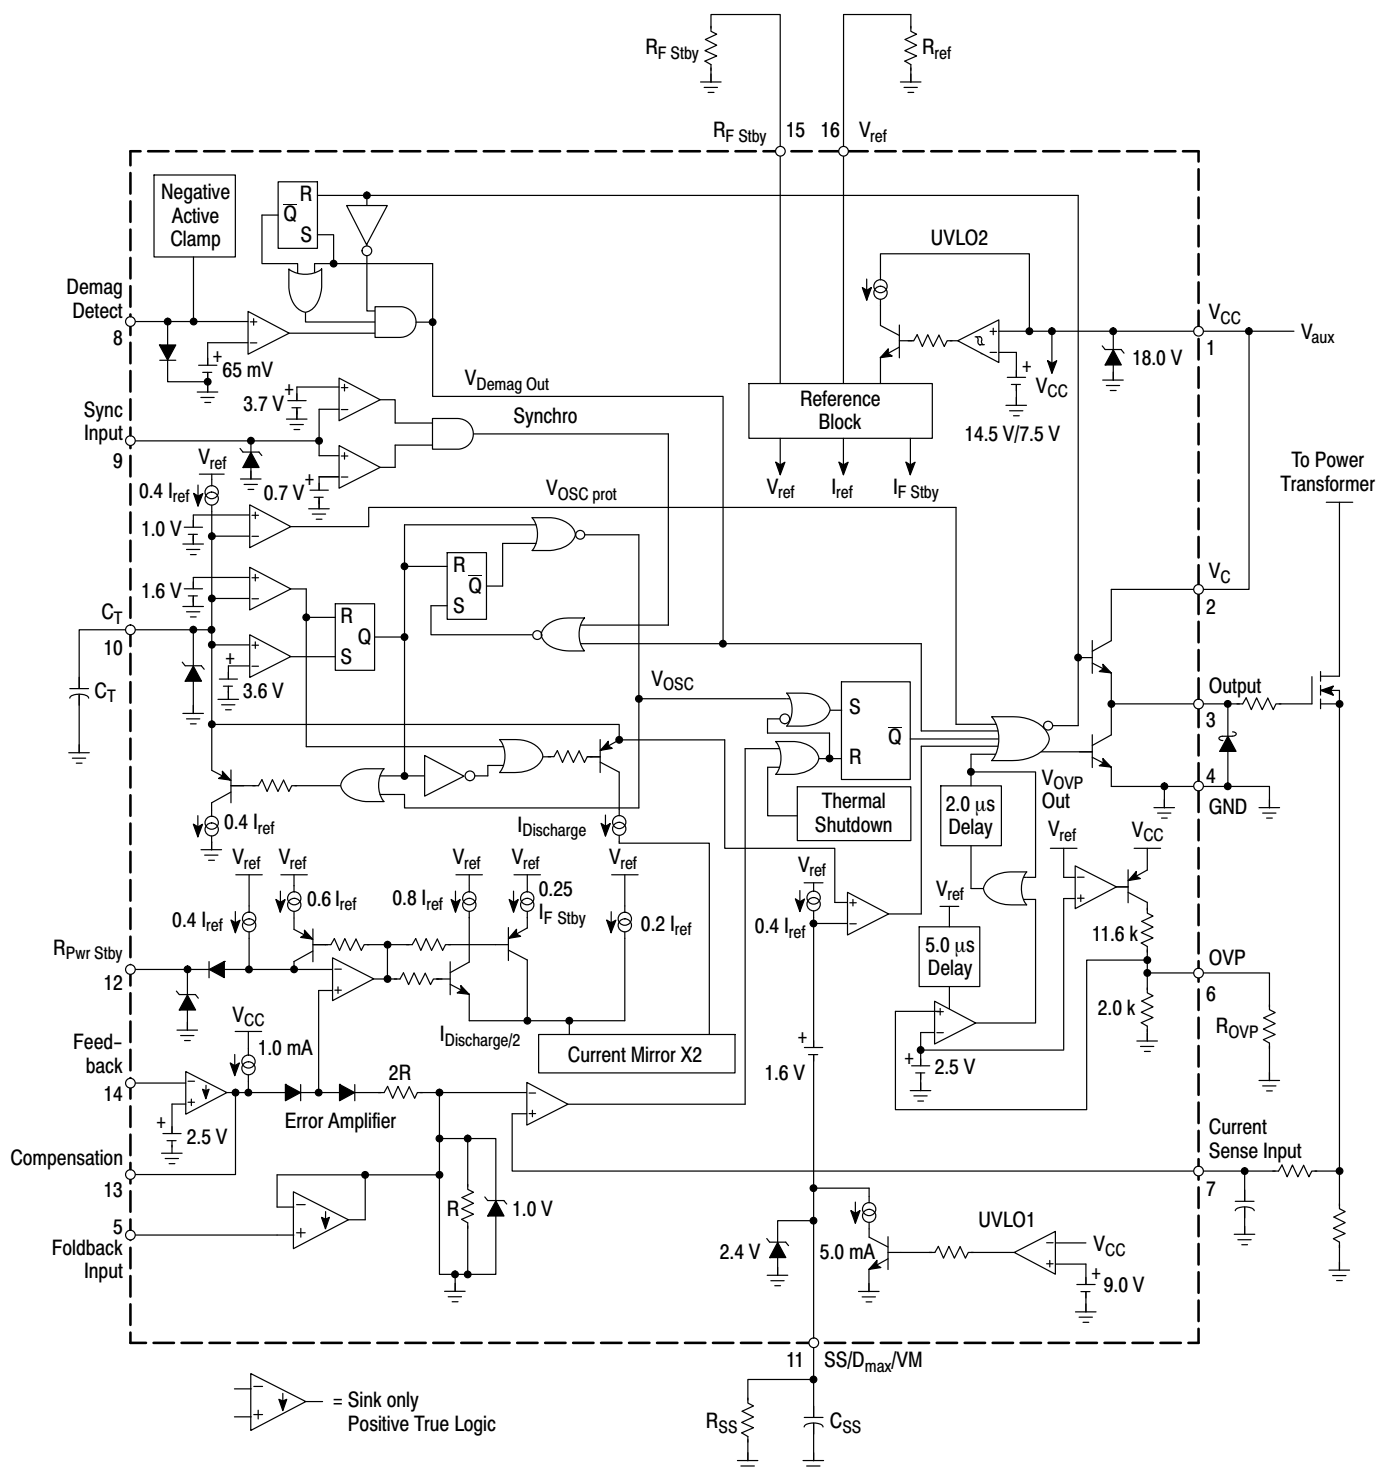 R_F Stby
R_ref
R_F Stby
15
16
V_ref
Negative
Active
Clamp
R
Q̅
S
UVLO2
Demag
Detect
8
+
−
+
65 mV
V_CC
1
V_aux
+
−
+
18.0 V
V_CC
14.5 V/7.5 V
V_Demag Out
Reference
Block
3.7 V
+
+
−
Synchro
Sync
Input
9
+
−
+
0.7 V
V_ref
I_ref
I_F Stby
To Power
Transformer
V_ref
0.4 I_ref
V_OSC prot
1.0 V
+
−
R
Q̅
S
1.6 V
+
−
V_C
2
C_T
10
R
Q
S
+
−
+
3.6 V
C_T
V_OSC
S
Q̅
R
Output
3
4
GND
Thermal
Shutdown
2.0 µs
Delay
V_OVP
Out
0.4 I_ref
I_Discharge
V_ref
V_CC
V_ref
V_ref
V_ref
V_ref
V_ref
V_ref
V_ref
−
+
0.4 I_ref
0.6 I_ref
0.8 I_ref
0.25
I_F Stby
0.2 I_ref
0.4 I_ref
+
−
5.0 µs
Delay
11.6 k
R_Pwr Stby
12
−
+
OVP
6
2.0 k
R_OVP
V_CC
1.0 mA
I_Discharge/2
Current Mirror X2
+
1.6 V
+
−
+
2.5 V
Feed-
back
14
−
+
+
2.5 V
2R
Error Amplifier
−
+
Compensation
13
Current
Sense Input
7
5
Foldback
Input
−
+
R
1.0 V
2.4 V
5.0 mA
UVLO1
−
+
V_CC
+
9.0 V
11
SS/D_max/VM
−
+
= Sink only
Positive True Logic
R_SS
C_SS